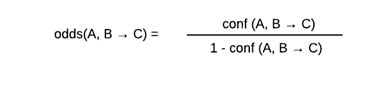 odds(A, B → C) =
conf (A, B → C)
1 - conf (A, B → C)